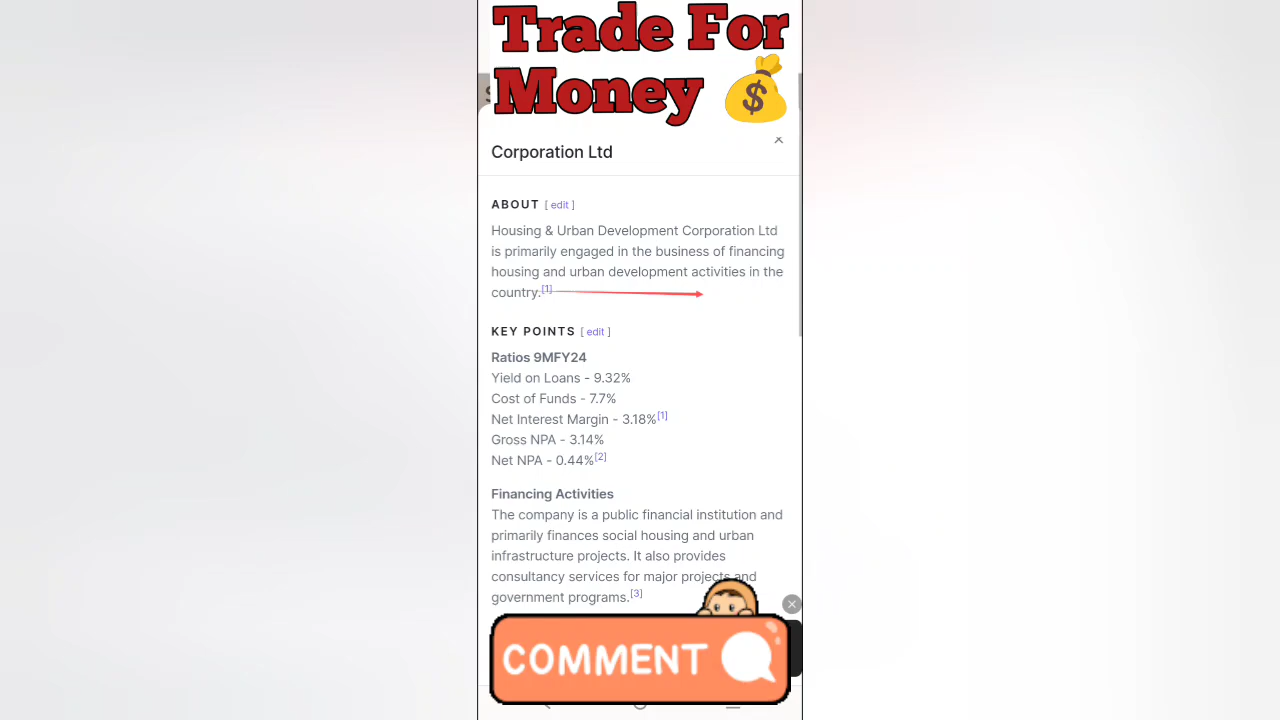 Trade For
Money
Corporation Ltd
ABOUT [ edit ]
Housing & Urban Development Corporation Ltd
is primarily engaged in the business of financing
housing and urban development activities in the
country.[1]
KEY POINTS [ edit ]
Ratios 9MFY24
Yield on Loans - 9.32%
Cost of Funds - 7.7%
Net Interest Margin - 3.18%[1]
Gross NPA - 3.14%
Net NPA - 0.44%[2]
Financing Activities
The company is a public financial institution and
primarily finances social housing and urban
infrastructure projects. It also provides
consultancy services for major projects and
government programs.[3]
COMMENT